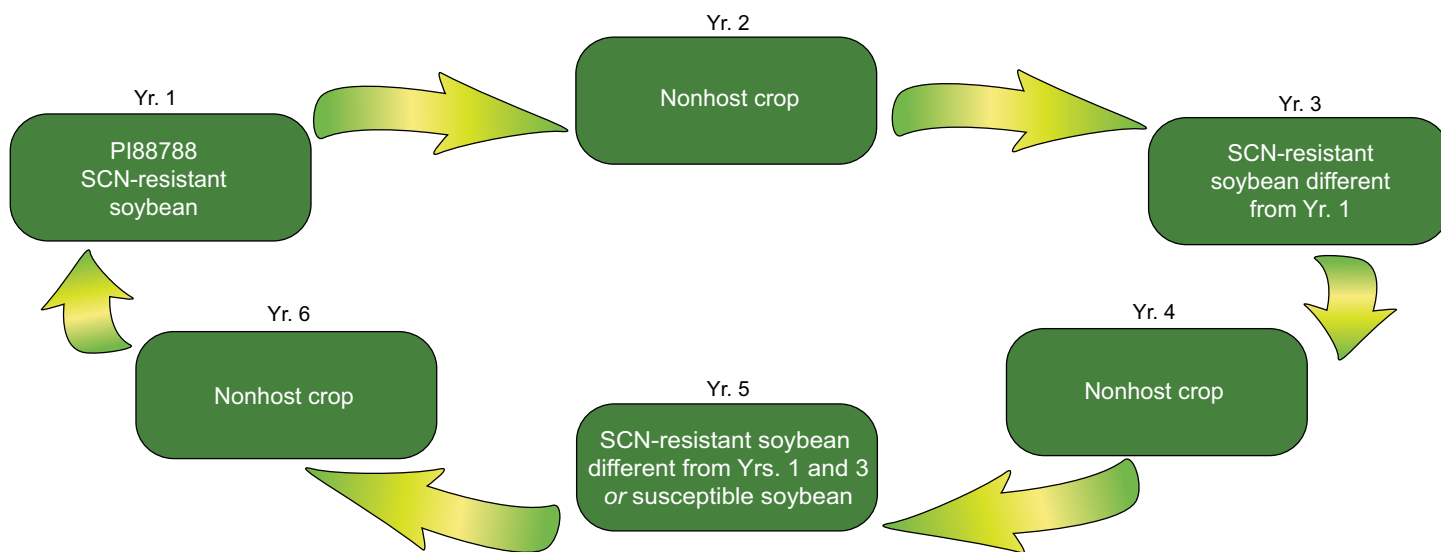 Yr. 1
PI88788
SCN-resistant
soybean
Yr. 2
Nonhost crop
Yr. 3
SCN-resistant
soybean different
from Yr. 1
Yr. 4
Nonhost crop
Yr. 5
SCN-resistant soybean
different from Yrs. 1 and 3
or susceptible soybean
Yr. 6
Nonhost crop